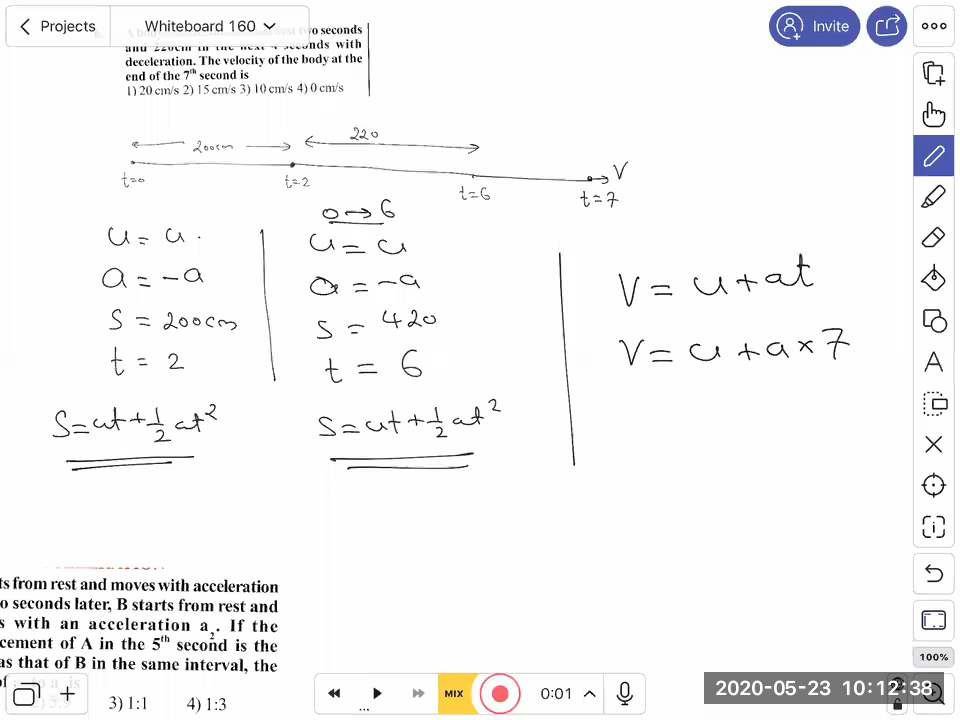 Projects
Whiteboard 160
two seconds
and 220cm in the next 4 seconds with
deceleration. The velocity of the body at the
end of the 7th second is
1) 20 cm/s 2) 15 cm/s 3) 10 cm/s 4) 0 cm/s
Invite
200cm
220
t=0
t=2
t=6
t=7
V
u = u
a = -a
S = 200cm
t = 2
S=ut+1/2 at²
0→6
u = u
a = -a
S = 420
t = 6
S=ut+1/2 at²
V = u+at
V = u+a×7
ts from rest and moves with acceleration
o seconds later, B starts from rest and
s with an acceleration a2. If the
cement of A in the 5th second is the
as that of B in the same interval, the
3) 1:1 4) 1:3
MIX
0:01
100%
2020-05-23 10:12:38